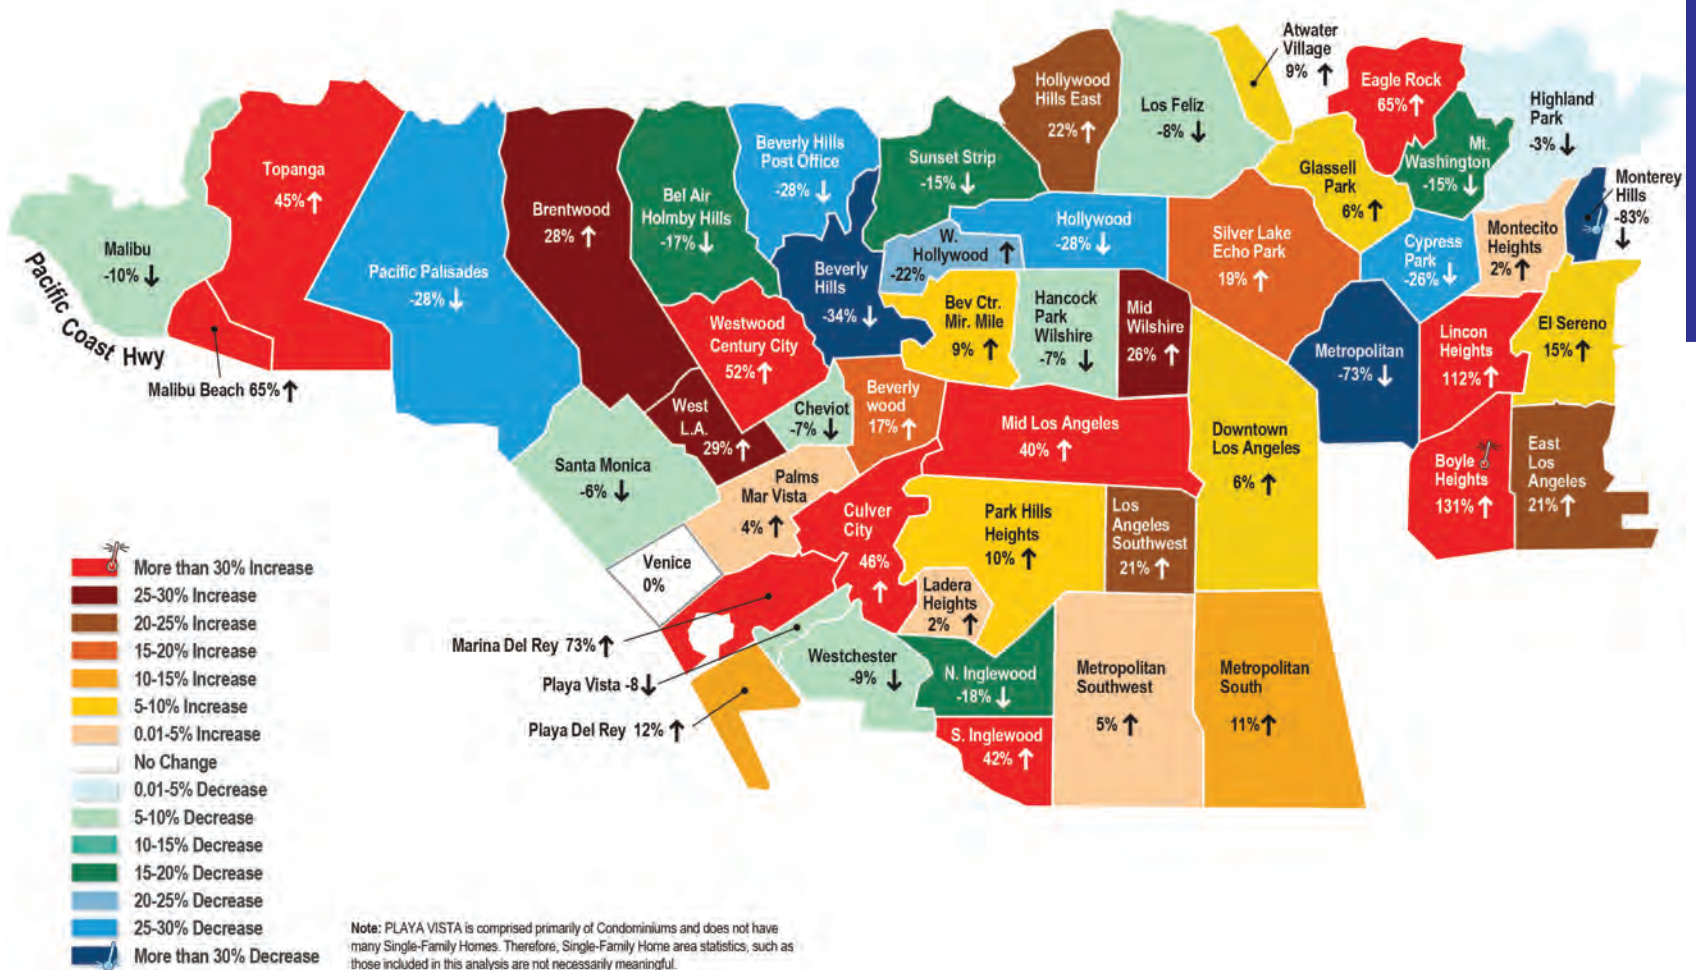 Atwater
Village
9%
Eagle Rock
65%
Hollywood
Hills East
22%
Los Feliz
-8%
Highland
Park
-3%
Topanga
45%
Beverly Hills
Post Office
-28%
Sunset Strip
-15%
Mt.
Washington
-15%
Glassell
Park
6%
Monterey
Hills
-83%
Brentwood
28%
Bel Air
Holmby Hills
-17%
Malibu
-10%
Pacific Palisades
-28%
Hollywood
-28%
W.
Hollywood
-22%
Silver Lake
Echo Park
19%
Cypress
Park
-26%
Montecito
Heights
2%
Beverly
Hills
-34%
Bev Ctr.
Mir. Mile
9%
Hancock
Park
Wilshire
-7%
Mid
Wilshire
26%
Pacific Coast Hwy
Malibu Beach 65%
Westwood
Century City
52%
Metropolitan
-73%
Lincon
Heights
112%
El Sereno
15%
West
L.A.
29%
Cheviot
-7%
Beverly
wood
17%
Mid Los Angeles
40%
Downtown
Los Angeles
6%
Boyle
Heights
131%
East
Los
Angeles
21%
Santa Monica
-6%
Palms
Mar Vista
4%
Culver
City
46%
Park Hills
Heights
10%
Los
Angeles
Southwest
21%
Venice
0%
Ladera
Heights
2%
Marina Del Rey 73%
Playa Vista -8
Playa Del Rey 12%
Westchester
-9%
N. Inglewood
-18%
S. Inglewood
42%
Metropolitan
Southwest
5%
Metropolitan
South
11%
More than 30% Increase
25-30% Increase
20-25% Increase
15-20% Increase
10-15% Increase
5-10% Increase
0.01-5% Increase
No Change
0.01-5% Decrease
5-10% Decrease
10-15% Decrease
15-20% Decrease
20-25% Decrease
25-30% Decrease
More than 30% Decrease
Note: PLAYA VISTA is comprised primarily of Condominiums and does not have
many Single-Family Homes. Therefore, Single-Family Home area statistics, such as
those included in this analysis are not necessarily meaningful.